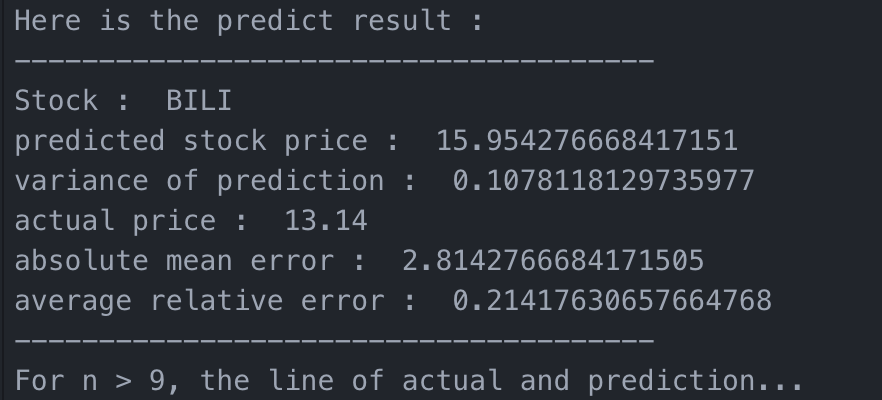 Here is the predict result :
--------------------------------------
Stock :  BILI
predicted stock price :  15.954276668417151
variance of prediction :  0.1078118129735977
actual price :  13.14
absolute mean error :  2.8142766684171505
average relative error :  0.21417630657664768
--------------------------------------
For n > 9, the line of actual and prediction...